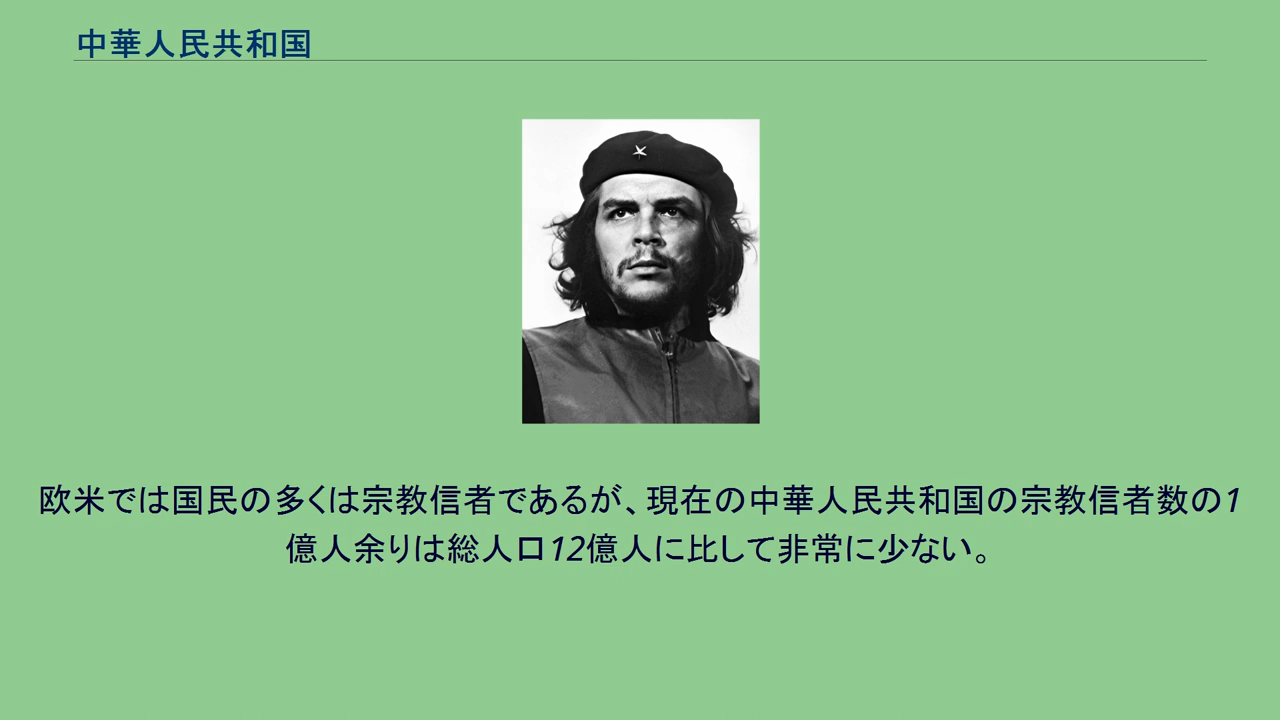 中華人民共和国
欧米では国民の多くは宗教信者であるが、現在の中華人民共和国の宗教信者数の1
億人余りは総人口12億人に比して非常に少ない。